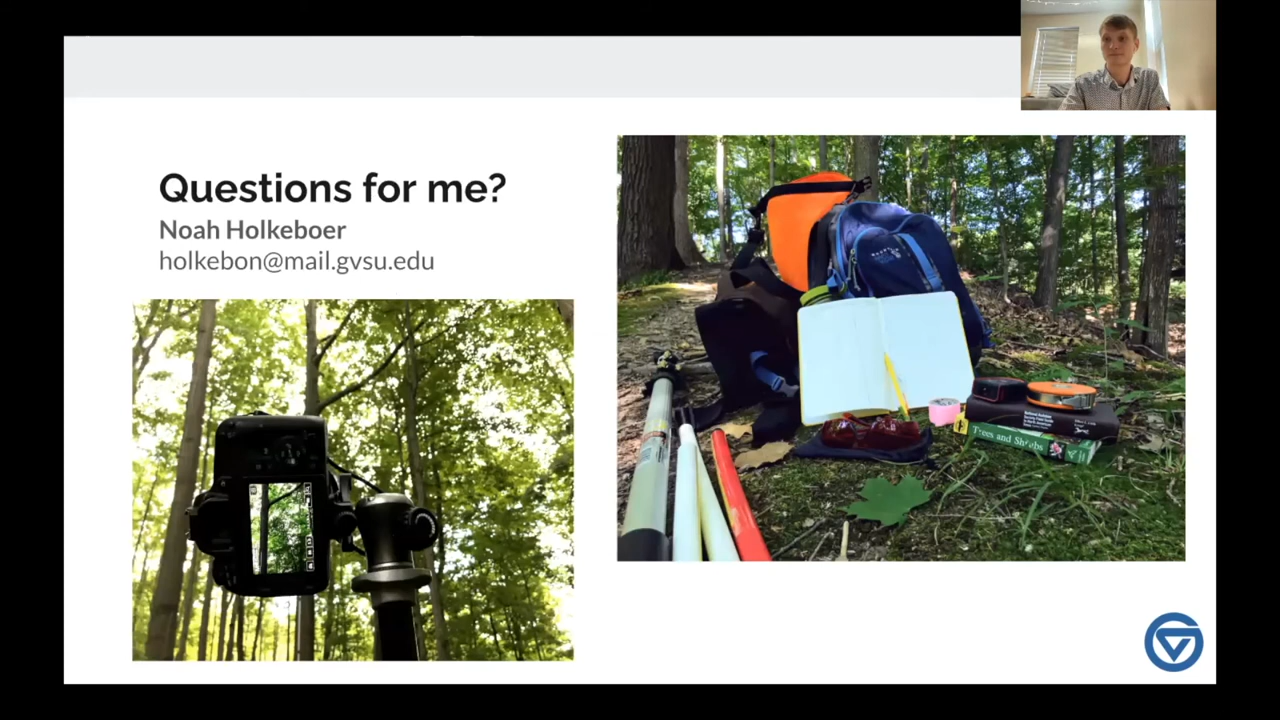 Questions for me?
Noah Holkeboer
holkebon@mail.gvsu.edu
Trees and Shrubs